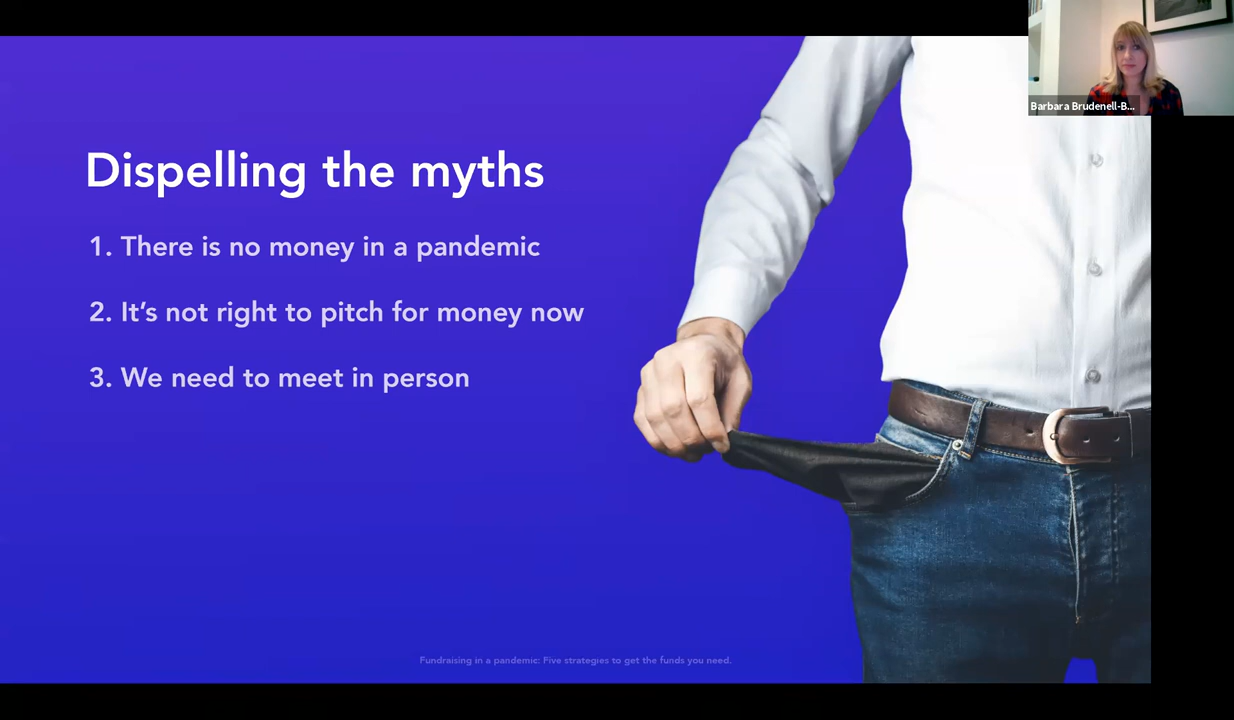 Barbara Brudenell-B...
Dispelling the myths
1. There is no money in a pandemic
2. It’s not right to pitch for money now
3. We need to meet in person
Fundraising in a pandemic: Five strategies to get the funds you need.